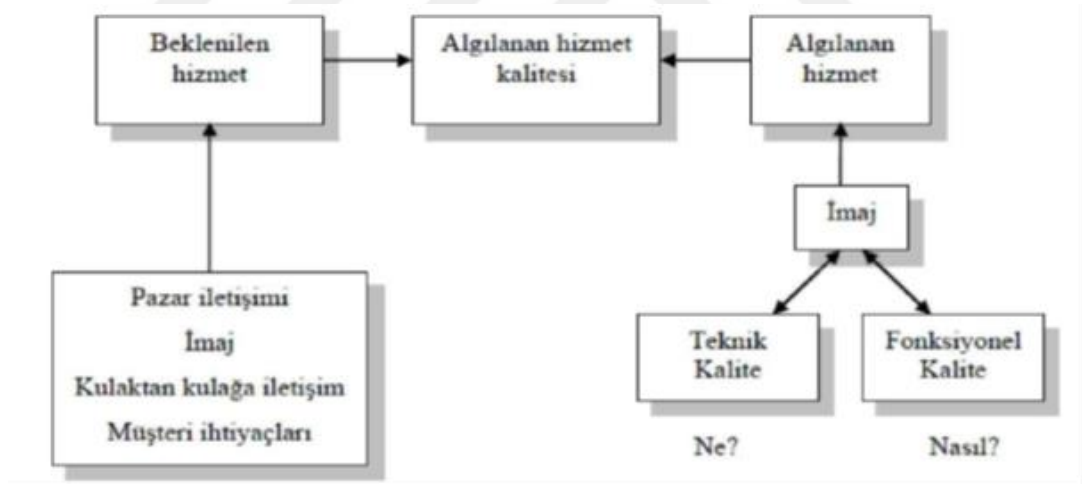 Beklenilen
hizmet
Algılanan hizmet
kalitesi
Algılanan
hizmet
İmaj
Pazar iletişimi
İmaj
Kulaktan kulağa iletişim
Müşteri ihtiyaçları
Teknik
Kalite
Fonksiyonel
Kalite
Ne?
Nasıl?